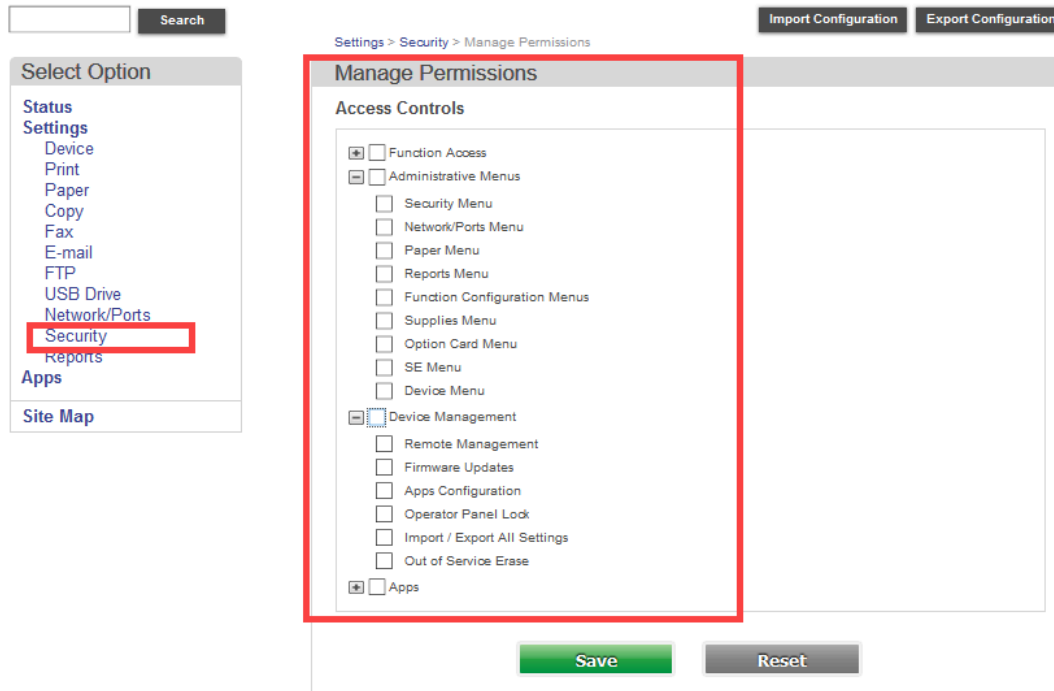 Search
Import Configuration
Export Configuration
Settings > Security > Manage Permissions
Select Option
Status
Settings
Device
Print
Paper
Copy
Fax
E-mail
FTP
USB Drive
Network/Ports
Security
Reports
Apps
Site Map
Manage Permissions
Access Controls
Function Access
Administrative Menus
Security Menu
Network/Ports Menu
Paper Menu
Reports Menu
Function Configuration Menus
Supplies Menu
Option Card Menu
SE Menu
Device Menu
Device Management
Remote Management
Firmware Updates
Apps Configuration
Operator Panel Lock
Import / Export All Settings
Out of Service Erase
Apps
Save
Reset